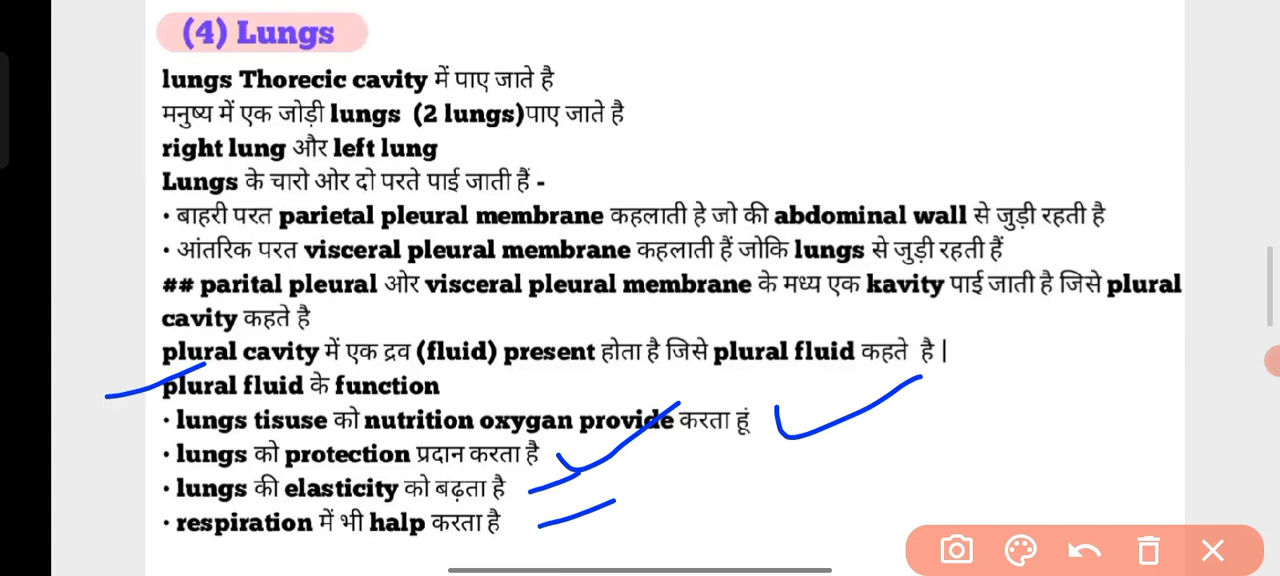 (4) Lungs
lungs Thorecic cavity में पाए जाते है
मनुष्य में एक जोड़ी lungs (2 lungs)पाए जाते है
right lung और left lung
Lungs के चारो ओर दो परते पाई जाती हैं -
• बाहरी परत parietal pleural membrane कहलाती हे जो की abdominal wall से जुड़ी रहती है
• आंतरिक परत visceral pleural membrane कहलाती हैं जोकि lungs से जुड़ी रहती हैं
## parital pleural ओर visceral pleural membrane के मध्य एक kavity पाई जाती है जिसे plural
cavity कहते है
plural cavity में एक द्रव (fluid) present होता है जिसे plural fluid कहते है |
plural fluid के function
• lungs tisuse को nutrition oxygan provide करता हूं
• lungs को protection प्रदान करता है
• lungs की elasticity को बढ़ता है
• respiration में भी halp करता है